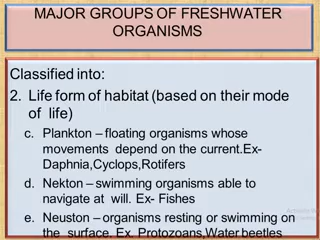 MAJOR GROUPS OF FRESHWATER
ORGANISMS
Classified into:
2. Life form of habitat (based on their mode
of life)
c. Plankton – floating organisms whose
movements depend on the current.Ex-
Daphnia,Cyclops,Rotifers
d. Nekton – swimming organisms able to
navigate at will. Ex- Fishes
e. Neuston – organisms resting or swimming on
the surface. Ex. Protozoans,Water beetles